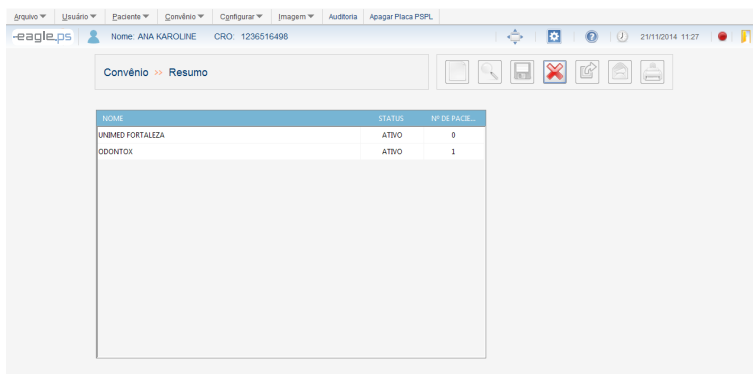 Arquivo Usuário Paciente Convênio Configurar Imagem Auditoria Apagar Placa PSPL
eagle.ps Nome: ANA KAROLINE CRO: 1236516498 21/11/2014 11:27
Convênio >> Resumo
NOME STATUS Nº DE PACIE...
UNIMED FORTALEZA ATIVO 0
ODONTOX ATIVO 1